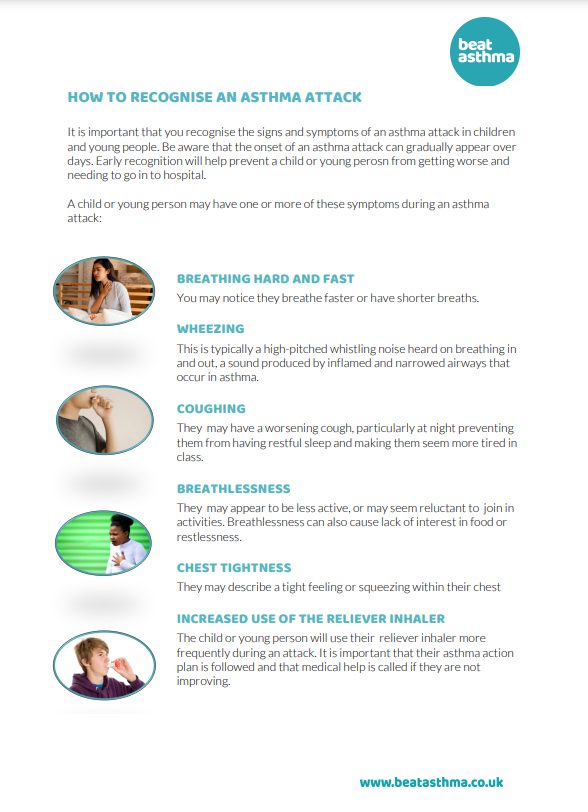 beat
asthma
HOW TO RECOGNISE AN ASTHMA ATTACK
It is important that you recognise the signs and symptoms of an asthma attack in children
and young people. Be aware that the onset of an asthma attack can gradually appear over
days. Early recognition will help prevent a child or young perosn from getting worse and
needing to go in to hospital.
A child or young person may have one or more of these symptoms during an asthma
attack:
BREATHING HARD AND FAST
You may notice they breathe faster or have shorter breaths.
WHEEZING
This is typically a high-pitched whistling noise heard on breathing in
and out, a sound produced by inflamed and narrowed airways that
occur in asthma.
COUGHING
They may have a worsening cough, particularly at night preventing
them from having restful sleep and making them seem more tired in
class.
BREATHLESSNESS
They may appear to be less active, or may seem reluctant to join in
activities. Breathlessness can also cause lack of interest in food or
restlessness.
CHEST TIGHTNESS
They may describe a tight feeling or squeezing within their chest
INCREASED USE OF THE RELIEVER INHALER
The child or young person will use their reliever inhaler more
frequently during an attack. It is important that their asthma action
plan is followed and that medical help is called if they are not
improving.
www.beatasthma.co.uk